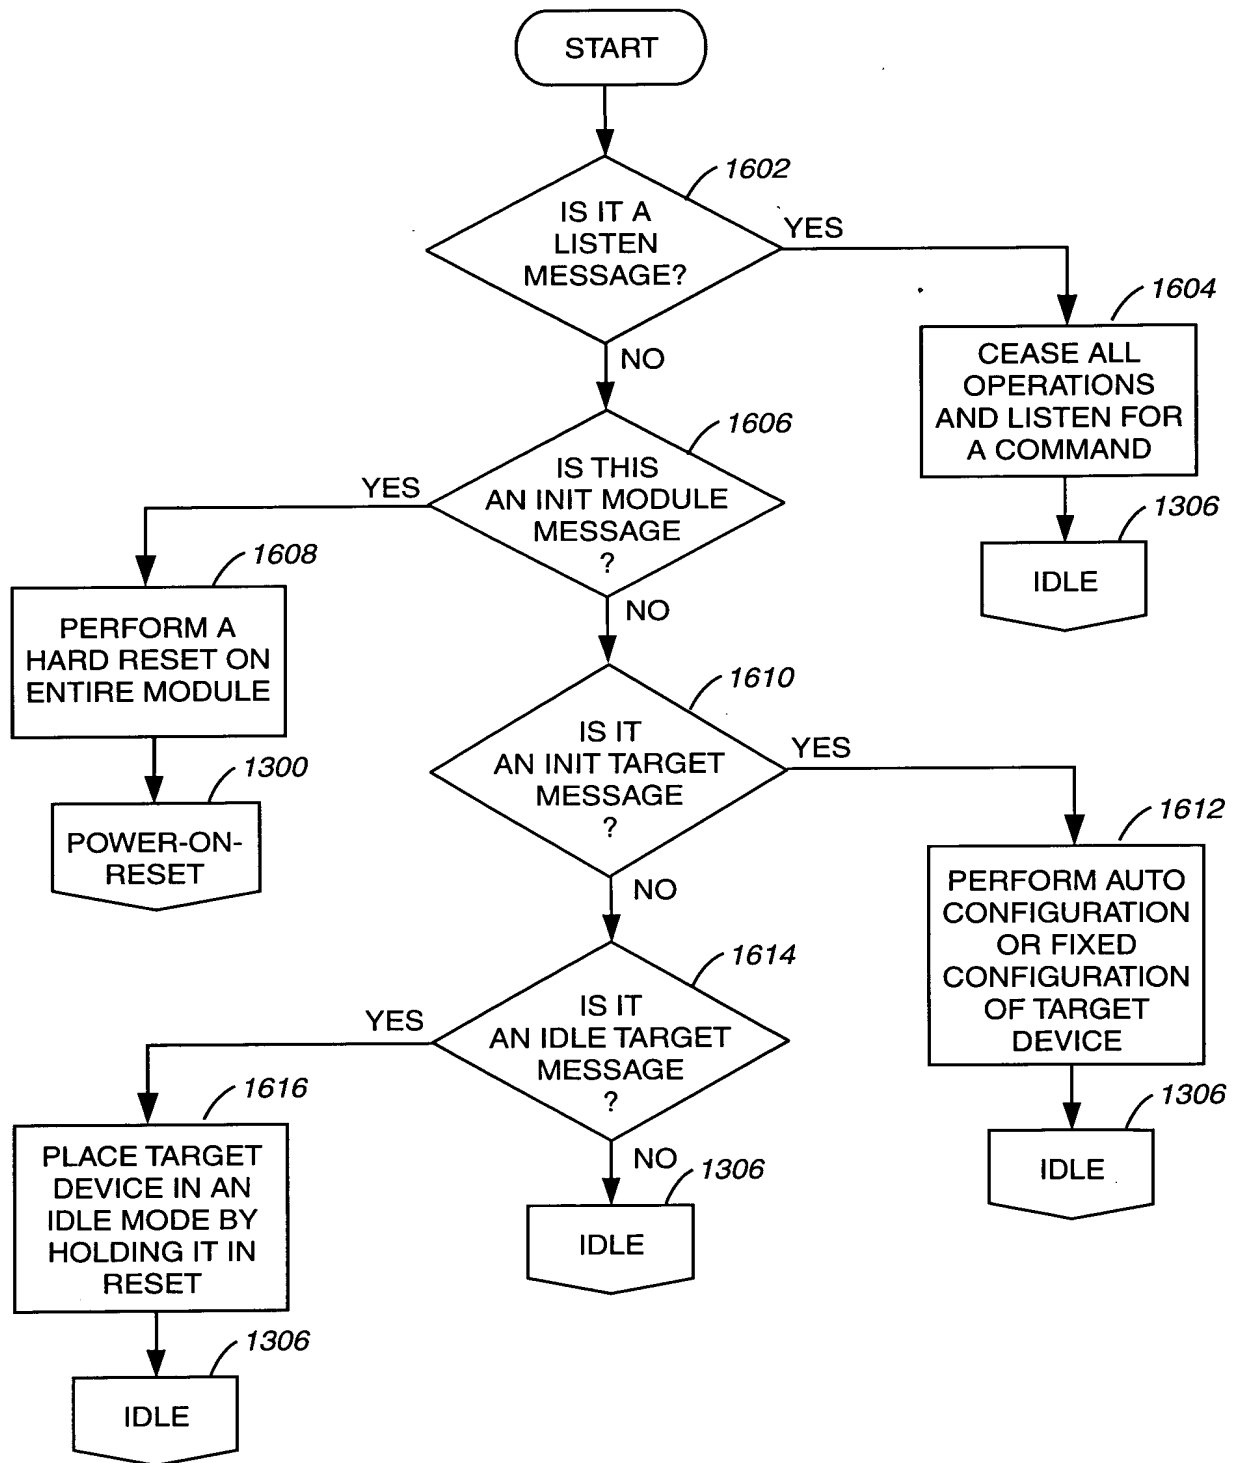 START
1602
IS IT A
LISTEN
MESSAGE?
YES
1604
CEASE ALL
OPERATIONS
AND LISTEN FOR
A COMMAND
NO
1306
IDLE
1606
IS THIS
AN INIT MODULE
MESSAGE
?
YES
1608
PERFORM A
HARD RESET ON
ENTIRE MODULE
1300
POWER-ON-
RESET
NO
1610
IS IT
AN INIT TARGET
MESSAGE
?
YES
1612
PERFORM AUTO
CONFIGURATION
OR FIXED
CONFIGURATION
OF TARGET
DEVICE
1306
IDLE
NO
1614
IS IT
AN IDLE TARGET
MESSAGE
?
YES
1616
PLACE TARGET
DEVICE IN AN
IDLE MODE BY
HOLDING IT IN
RESET
1306
IDLE
NO
1306
IDLE